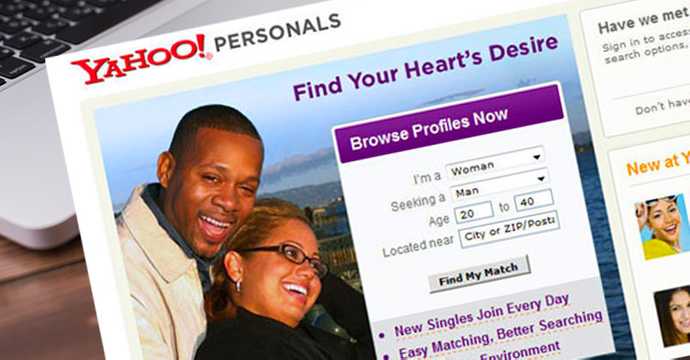 YAHOO! PERSONALS
Find Your Heart's Desire
Browse Profiles Now
I'm a Woman
Seeking a Man
Age 20 to 40
Located near City or ZIP/Posta
Find My Match
• New Singles Join Every Day
• Easy Matching, Better Searching
Environment
Have we met
Sign in to access
search options,
Don't have
New at Y